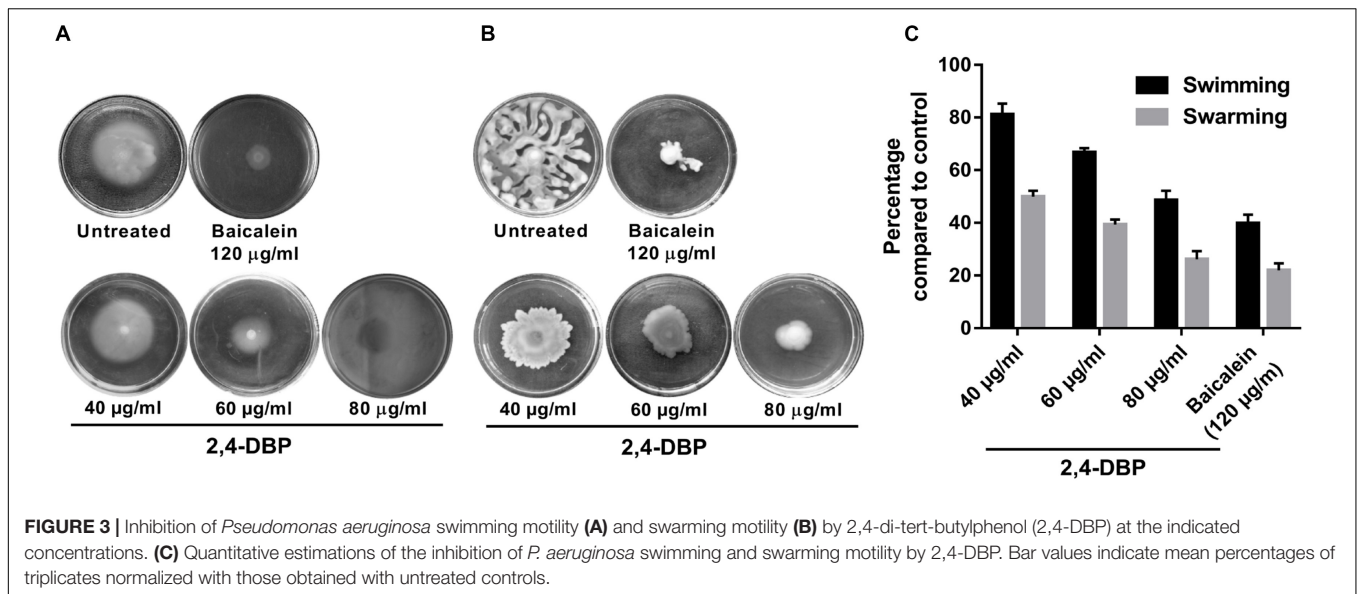 A
Untreated
Baicalein
120 μg/ml
40 μg/ml
60 μg/ml
80 μg/ml
2,4-DBP
B
Untreated
Baicalein
120 μg/ml
40 μg/ml
60 μg/ml
80 μg/ml
2,4-DBP
C
Percentage
compared to control
100
80
60
40
20
0
Swimming
Swarming
40 μg/ml
60 μg/ml
80 μg/ml
Baicalein
(120 μg/m)
2,4-DBP
FIGURE 3 | Inhibition of Pseudomonas aeruginosa swimming motility (A) and swarming motility (B) by 2,4-di-tert-butylphenol (2,4-DBP) at the indicated
concentrations. (C) Quantitative estimations of the inhibition of P. aeruginosa swimming and swarming motility by 2,4-DBP. Bar values indicate mean percentages of
triplicates normalized with those obtained with untreated controls.